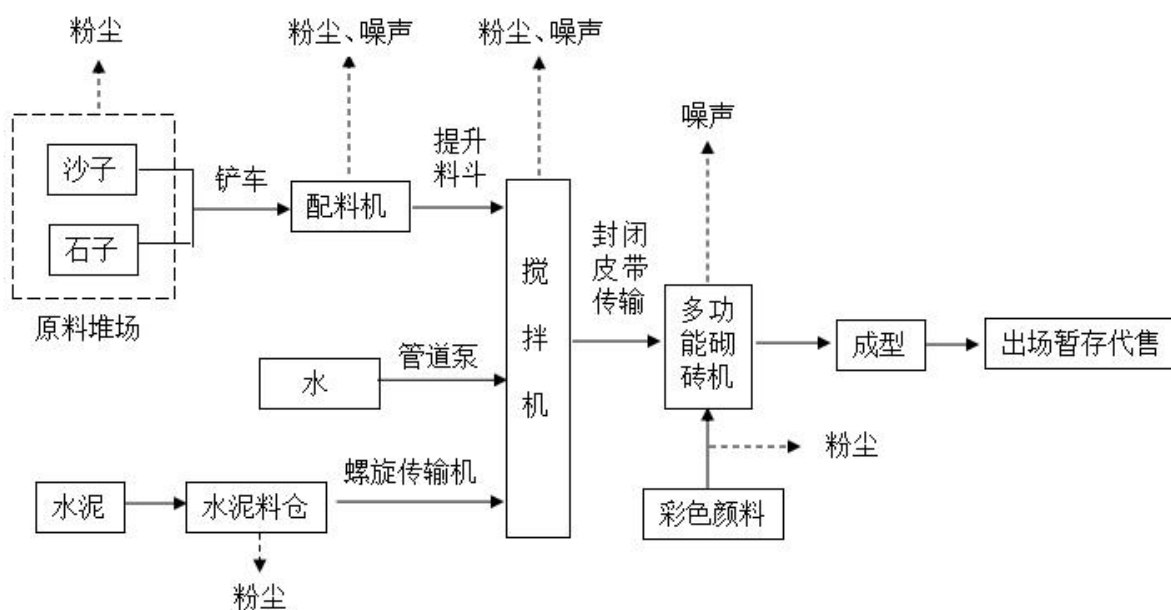 粉尘
粉尘、噪声
粉尘、噪声
噪声
沙子
石子
原料堆场
铲车
配料机
提升
料斗
搅
拌
机
封闭
皮带
传输
多功
能砌
砖机
成型
出场暂存代售
水
管道泵
水泥
水泥料仓
螺旋传输机
粉尘
彩色颜料
粉尘